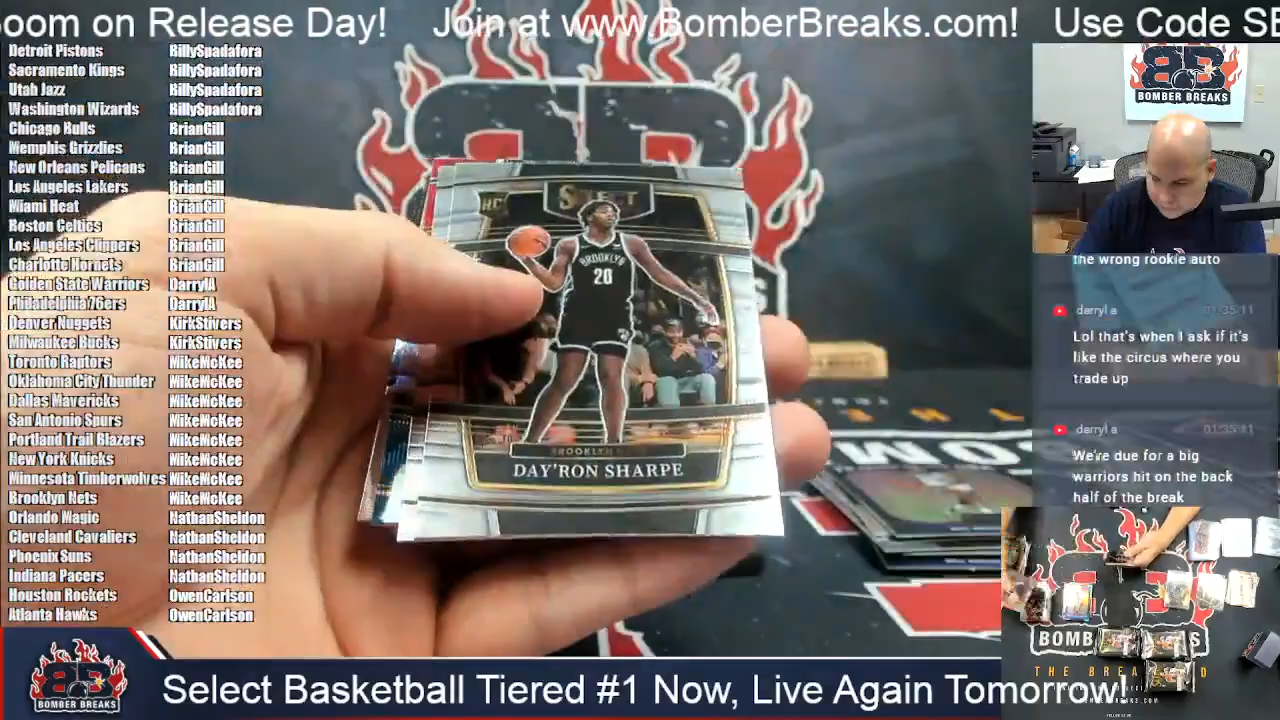 oom on Release Day! Join at www.BomberBreaks.com! Use Code SE
Detroit Pistons BillySpadafora
Sacramento Kings BillySpadafora
Utah Jazz BillySpadafora
Washington Wizards BillySpadafora
Chicago Bulls BrianGill
Memphis Grizzlies BrianGill
New Orleans Pelicans BrianGill
Los Angeles Lakers BrianGill
Miami Heat BrianGill
Boston Celtics BrianGill
Los Angeles Clippers BrianGill
Charlotte Hornets BrianGill
Golden State Warriors DarrylA
Philadelphia 76ers DarrylA
Denver Nuggets KirkStivers
Milwaukee Bucks KirkStivers
Toronto Raptors MikeMcKee
Oklahoma City Thunder MikeMcKee
Dallas Mavericks MikeMcKee
San Antonio Spurs MikeMcKee
Portland Trail Blazers MikeMcKee
New York Knicks MikeMcKee
Minnesota Timberwolves MikeMcKee
Brooklyn Nets MikeMcKee
Orlando Magic NathanSheldon
Cleveland Cavaliers NathanSheldon
Phoenix Suns NathanSheldon
Indiana Pacers NathanSheldon
Houston Rockets OwenCarlson
Atlanta Hawks OwenCarlson
RC
SELECT
BROOKLYN
20
DAY'RON SHARPE
BOMBER BREAKS
the wrong rookie auto
darryl a 01:35:11
Lol that's when I ask if it's
like the circus where you
trade up
darryl a
We're due for a big
warriors hit on the back
half of the break
BOMB S
THE BREA O
BOMBER BREAKS
Select Basketball Tiered #1 Now, Live Again Tomorrow!